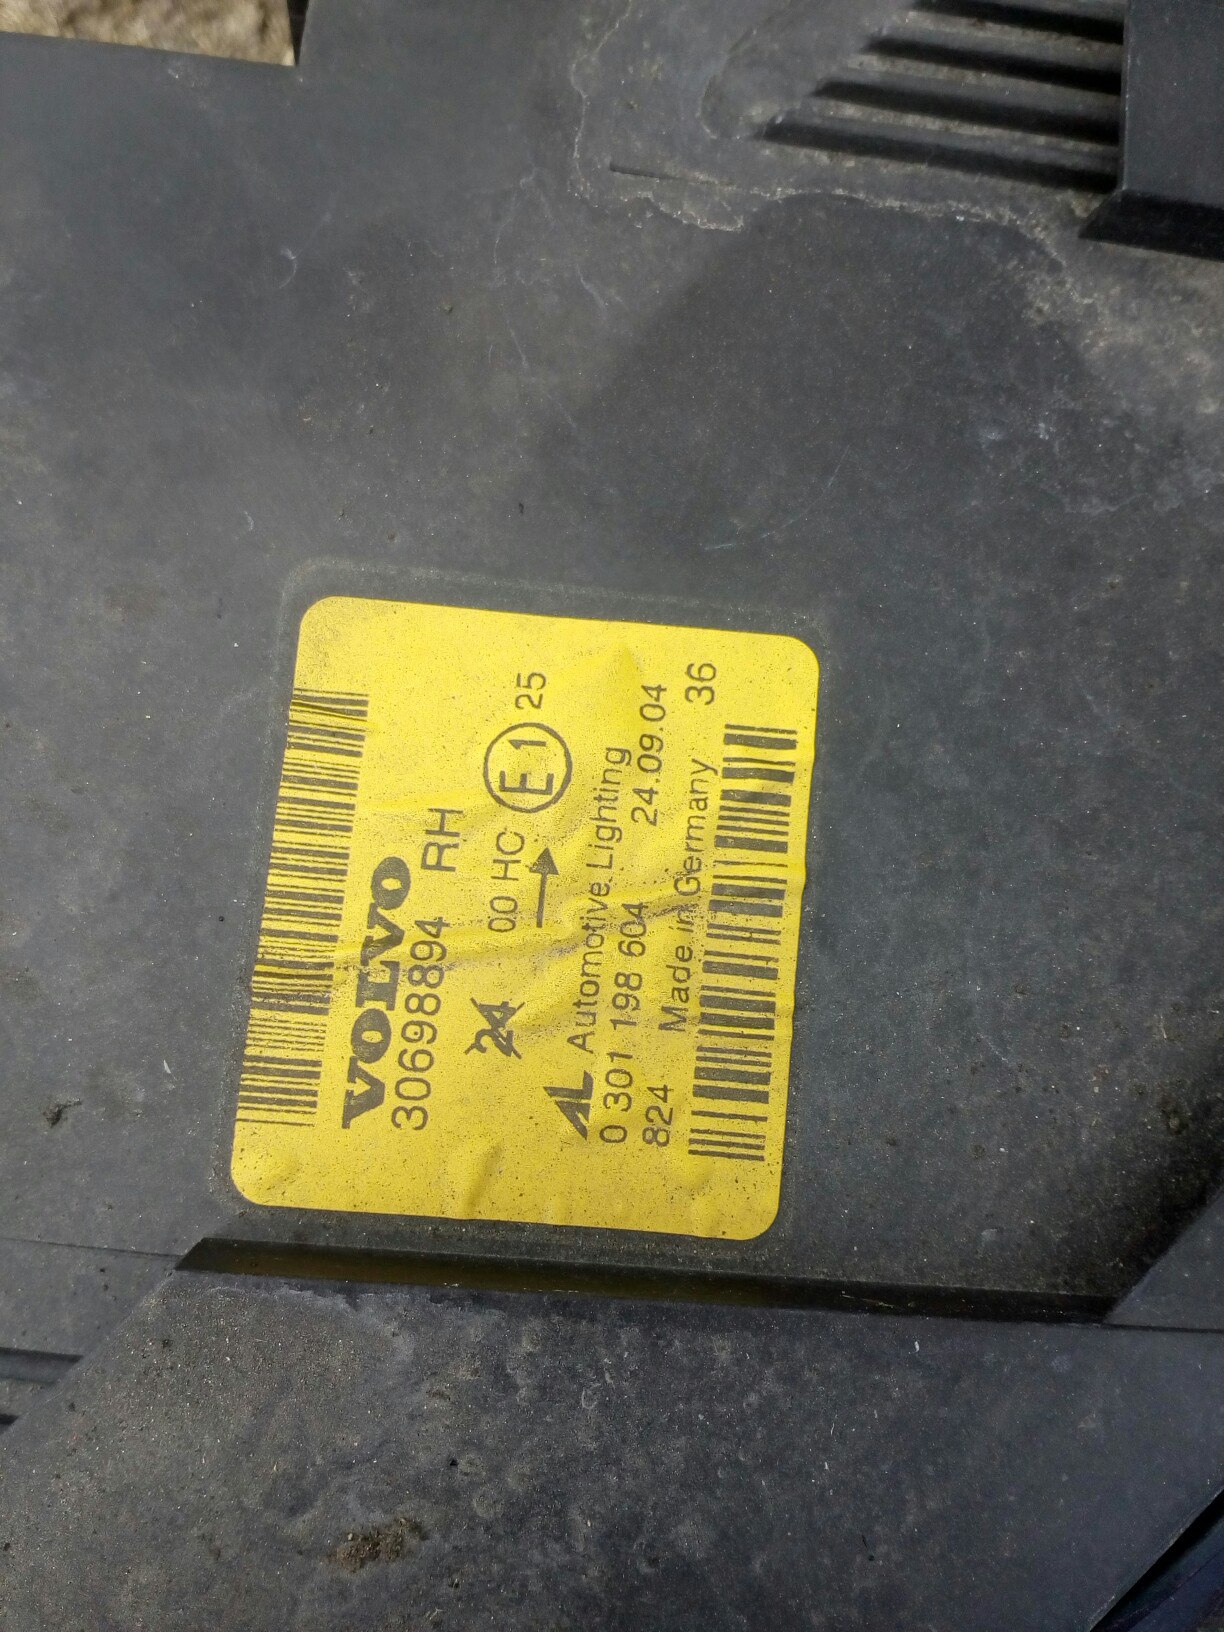 VOLVO
30698894 RH
24 00 HC E1 25
AL Automotive Lighting
0 301 198 604 24.09.04
824 Made in Germany 36